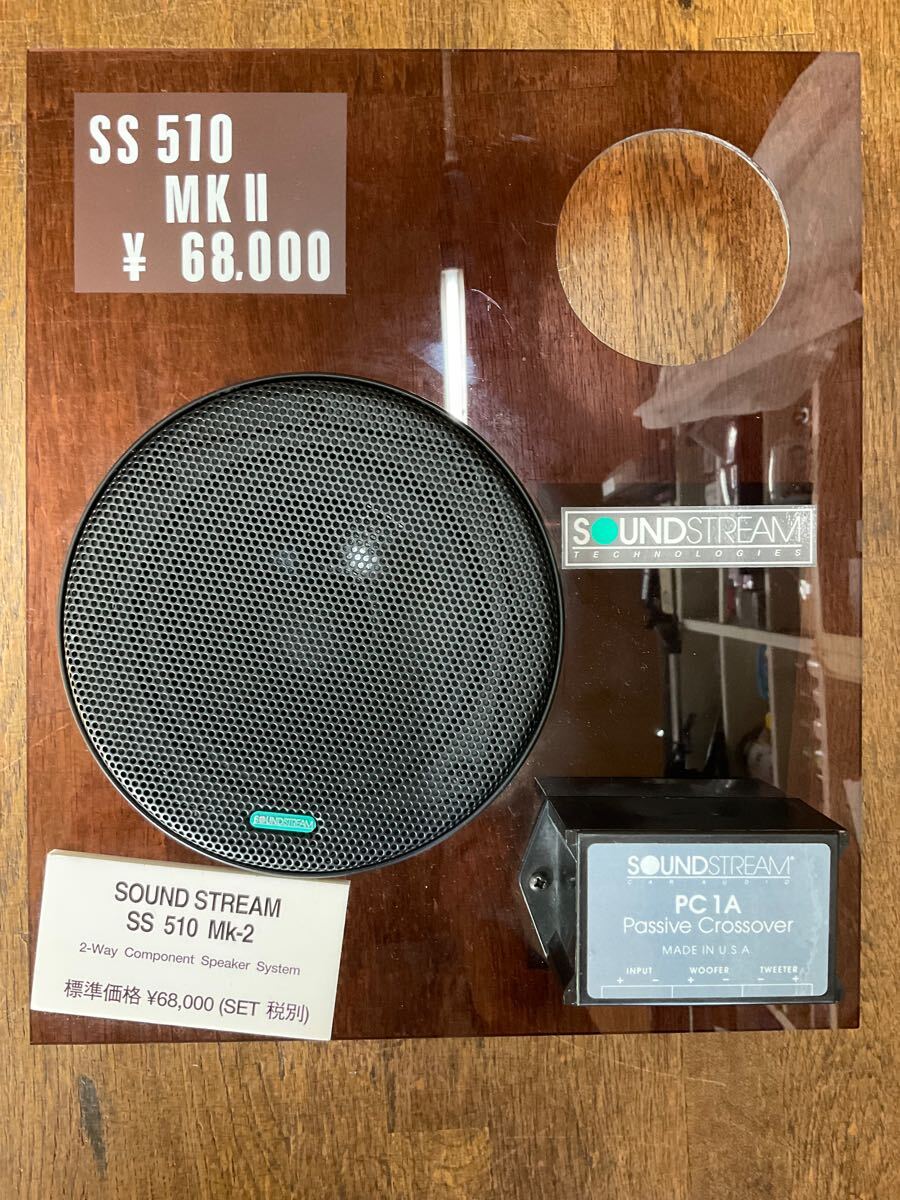 SS 510
MK II
¥ 68.000
SOUNDSTREAM
TECHNOLOGIES
SOUNDSTREAM
SOUND STREAM
SS 510 Mk-2
2-Way Component Speaker System
標準価格 ¥68,000 (SET 税別)
SOUNDSTREAM®
CAR AUDIO
PC 1A
Passive Crossover
MADE IN U.S.A
INPUT WOOFER TWEETER
+ - + - + -